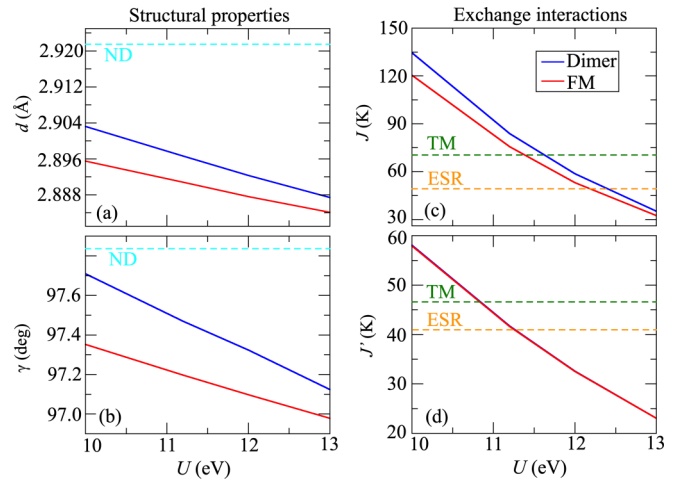 Structural properties
Exchange interactions
2.920
2.912
2.904
2.896
2.888
d (Å)
ND
(a)
150
120
90
60
30
J (K)
Dimer
FM
TM
ESR
(c)
97.6
97.4
97.2
97.0
γ (deg)
ND
(b)
10 11 12 13
U (eV)
60
50
40
30
20
J' (K)
TM
ESR
(d)
10 11 12 13
U (eV)